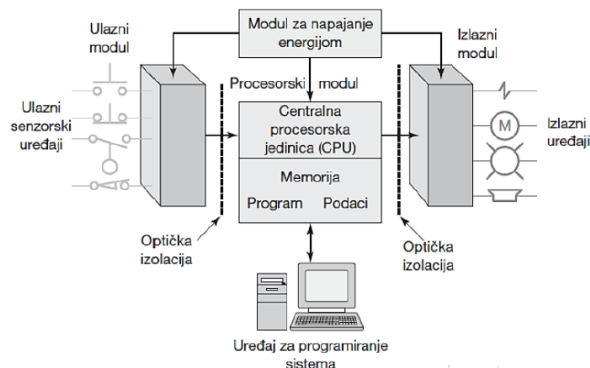 Ulazni
modul
Modul za napajanje
energijom
Izlazni
modul
Procesorski modul
Ulazni
senzorski
uređaji
Centralna
procesorska
jedinica (CPU)
M
Izlazni
uređaji
Memorija
Program Podaci
Optička
izolacija
Optička
izolacija
Uređaj za programiranje
sistema